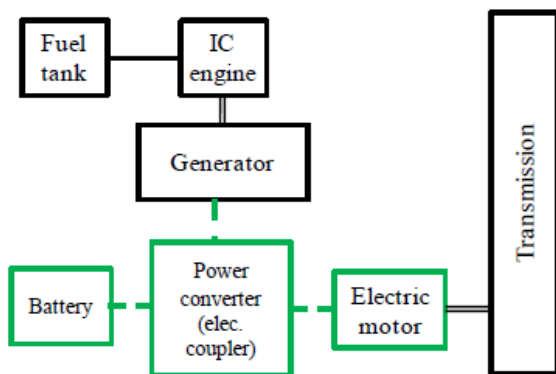 Fuel
tank
IC
engine
Generator
Transmission
Battery
Power
converter
(elec.
coupler)
Electric
motor